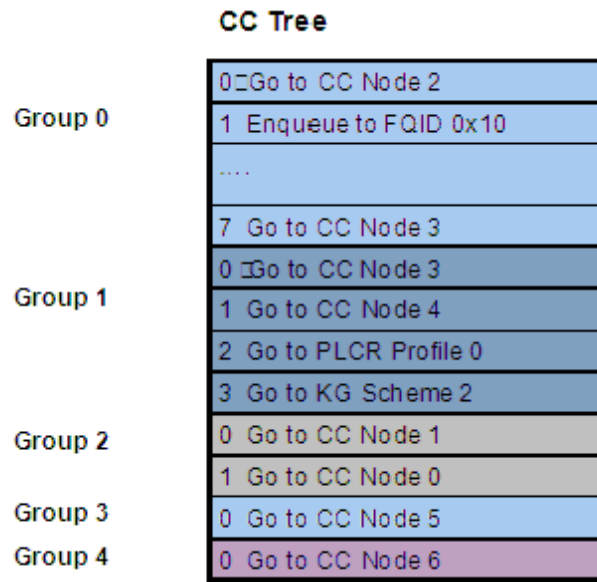 CC Tree
Group 0
0□Go to CC Node 2
1 Enqueue to FQID 0x10
....
7 Go to CC Node 3
Group 1
0 □Go to CC Node 3
1 Go to CC Node 4
2 Go to PLCR Profile 0
3 Go to KG Scheme 2
Group 2
0 Go to CC Node 1
1 Go to CC Node 0
Group 3
0 Go to CC Node 5
Group 4
0 Go to CC Node 6